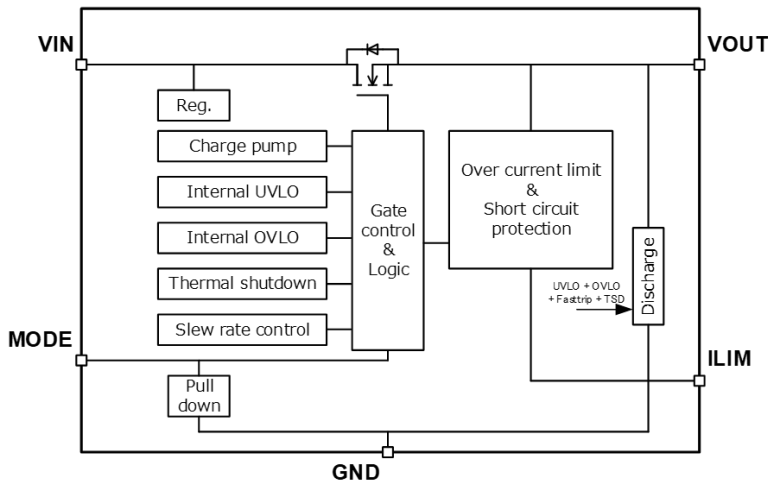 VIN
VOUT
Reg.
Charge pump
Internal UVLO
Internal OVLO
Thermal shutdown
Slew rate control
Gate
control
&
Logic
Over current limit
&
Short circuit
protection
UVLO + OVLO
+ Fasttrip + TSD
Discharge
MODE
Pull
down
ILIM
GND